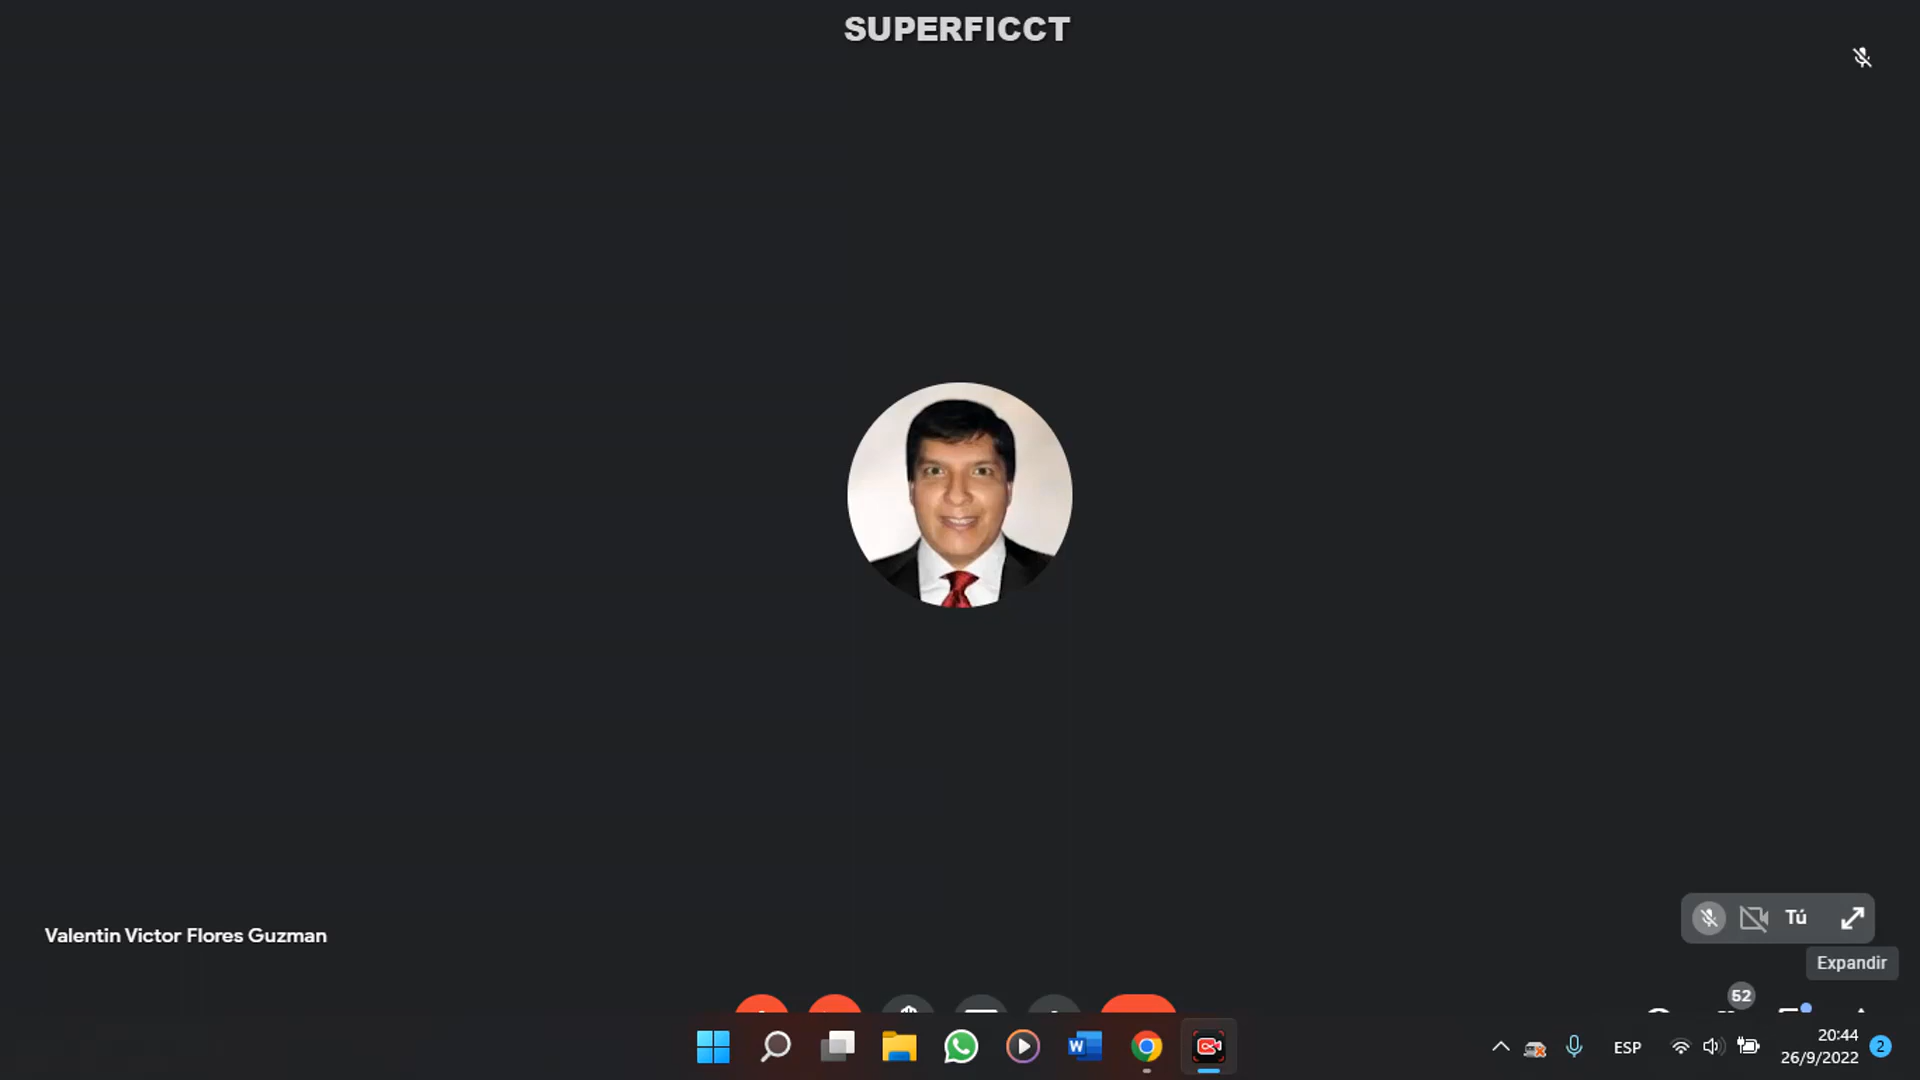 SUPERFICCT
Valentin Victor Flores Guzman
Tú
Expandir
52
W
ESP
20:44
26/9/2022
2